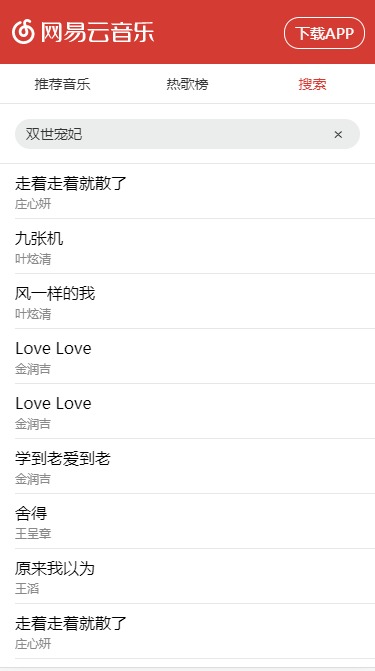 网易云音乐
下载APP
推荐音乐 热歌榜 搜索
双世宠妃 ×
走着走着就散了
庄心妍
九张机
叶炫清
风一样的我
叶炫清
Love Love
金润吉
Love Love
金润吉
学到老爱到老
金润吉
舍得
王呈章
原来我以为
王滔
走着走着就散了
庄心妍